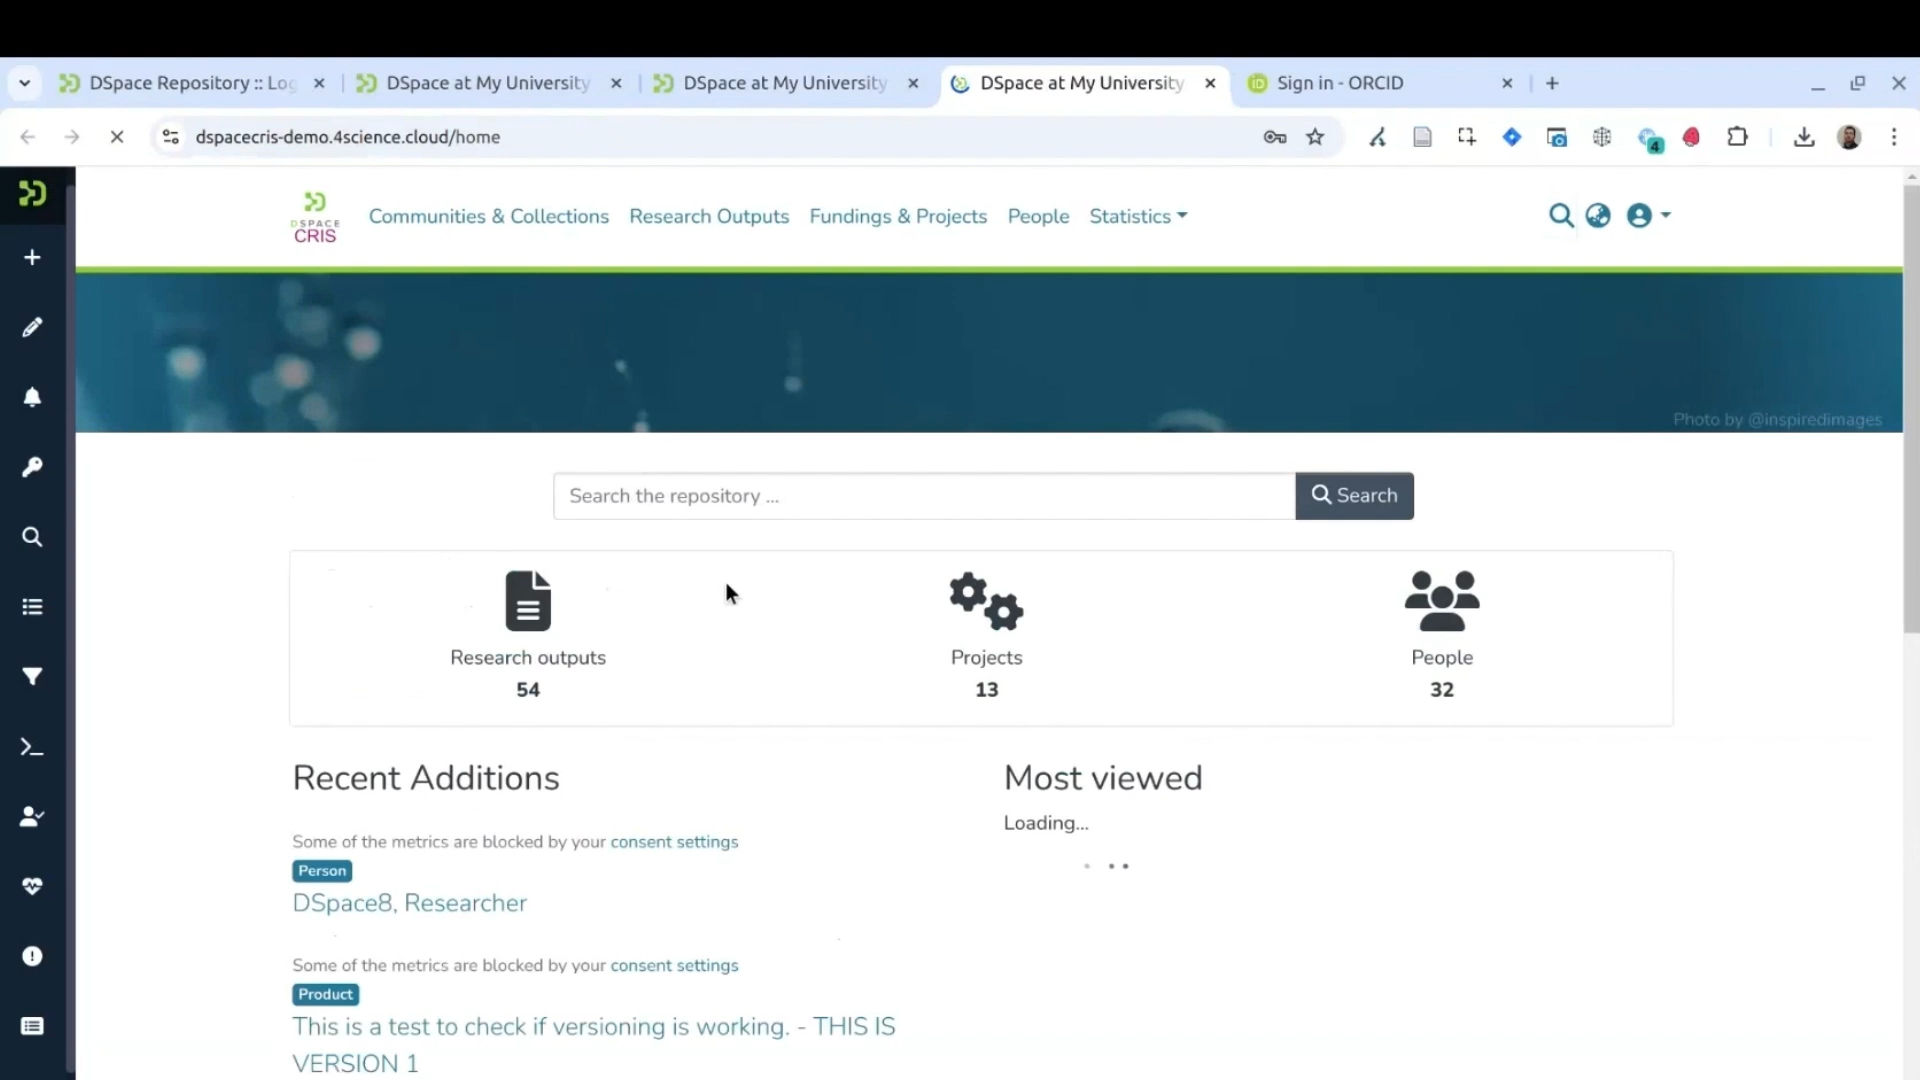 DSpace Repository :: Log
DSpace at My University
DSpace at My University
DSpace at My University
Sign in - ORCID
dspacecris-demo.4science.cloud/home
4
DSPACE
CRIS
Communities & Collections
Research Outputs
Fundings & Projects
People
Statistics
Photo by @inspiredimages
Search the repository ...
Search
Research outputs
54
Projects
13
People
32
Recent Additions
Most viewed
Loading...
Some of the metrics are blocked by your consent settings
Person
DSpace8, Researcher
Some of the metrics are blocked by your consent settings
Product
This is a test to check if versioning is working. - THIS IS
VERSION 1